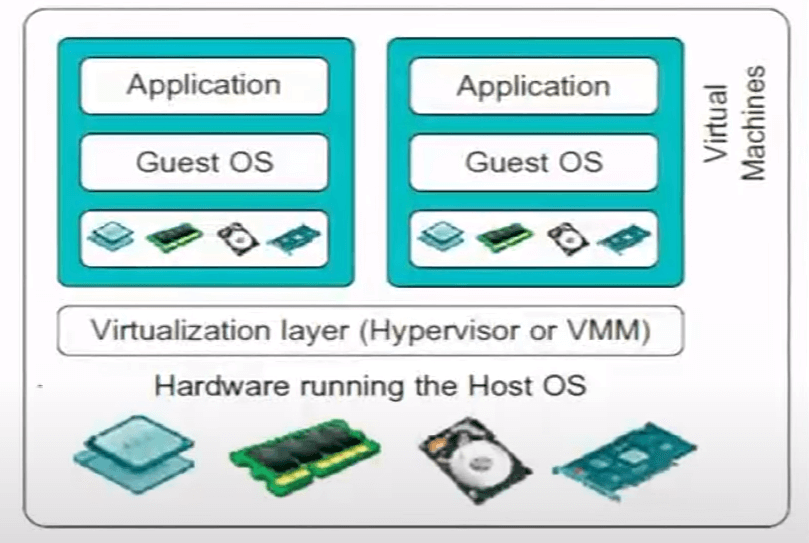 Application
Guest OS
Application
Guest OS
Virtual
Machines
Virtualization layer (Hypervisor or VMM)
Hardware running the Host OS